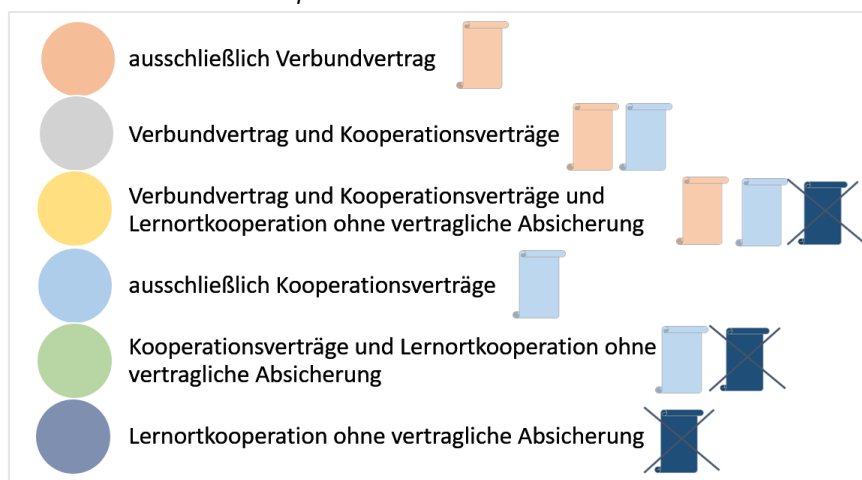 ausschließlich Verbundvertrag
Verbundvertrag und Kooperationsverträge
Verbundvertrag und Kooperationsverträge und
Lernortkooperation ohne vertragliche Absicherung
ausschließlich Kooperationsverträge
Kooperationsverträge und Lernortkooperation ohne
vertragliche Absicherung
Lernortkooperation ohne vertragliche Absicherung